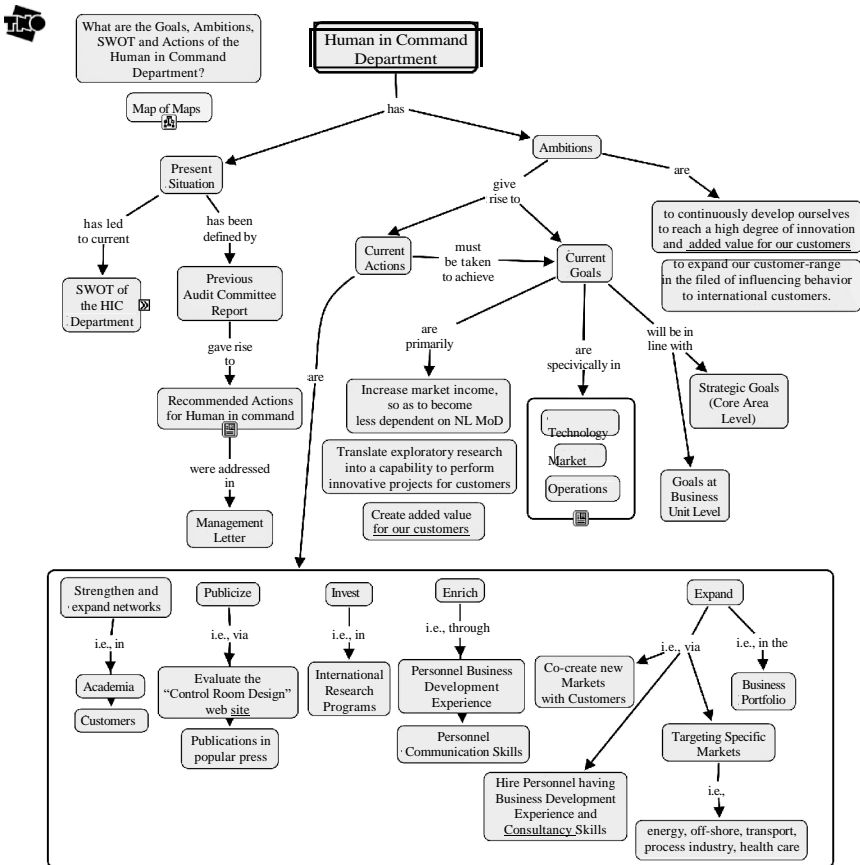 TNO
What are the Goals, Ambitions,
SWOT and Actions of the
Human in Command
Department?
Map of Maps
Human in Command
Department
has
Present
Situation
Ambitions
give
rise to
are
to continuously develop ourselves
to reach a high degree of innovation
and added value for our customers
to expand our customer-range
in the filed of influencing behavior
to international customers.
has led
to current
has been
defined by
SWOT of
the HIC
Department
Previous
Audit Committee
Report
gave rise
to
Recommended Actions
for Human in command
were addressed
in
Management
Letter
Current
Actions
must
be taken
to achieve
Current
Goals
are
primarily
Increase market income,
so as to become
less dependent on NL MoD
Translate exploratory research
into a capability to perform
innovative projects for customers
Create added value
for our customers
are
specivically in
Technology
Market
Operations
will be in
line with
Strategic Goals
(Core Area
Level)
Goals at
Business
Unit Level
are
Strengthen and
expand networks
i.e., in
Academia
Customers
Publicize
i.e., via
Evaluate the
“Control Room Design”
web site
Publications in
popular press
Invest
i.e., in
International
Research
Programs
Enrich
i.e., through
Personnel Business
Development
Experience
Personnel
Communication Skills
Expand
i.e., via
i.e., in the
Co-create new
Markets
with Customers
Business
Portfolio
Targeting Specific
Markets
Hire Personnel having
Business Development
Experience and
Consultancy Skills
i.e.,
energy, off-shore, transport,
process industry, health care